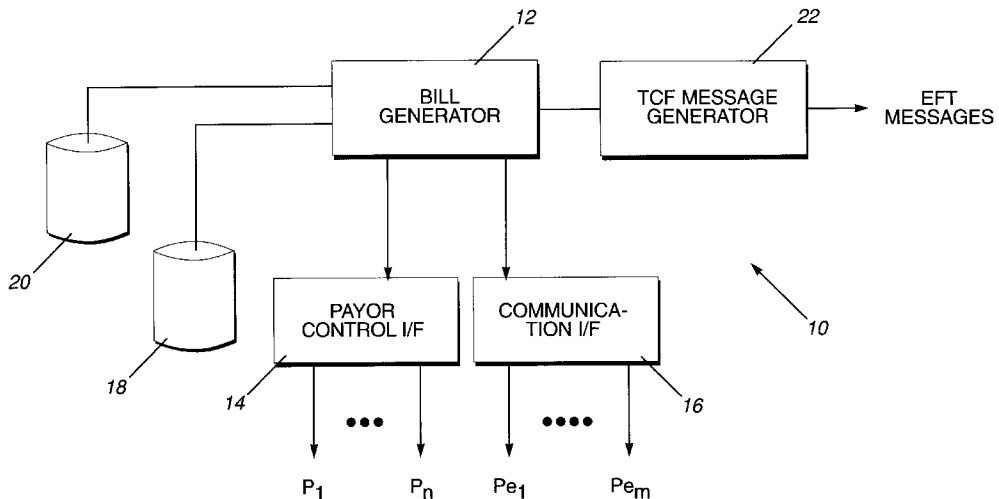 12
22
BILL
GENERATOR
TCF MESSAGE
GENERATOR
EFT
MESSAGES
20
18
PAYOR
CONTROL I/F
COMMUNICA-
TION I/F
10
14
16
P1
Pn
Pe1
Pem